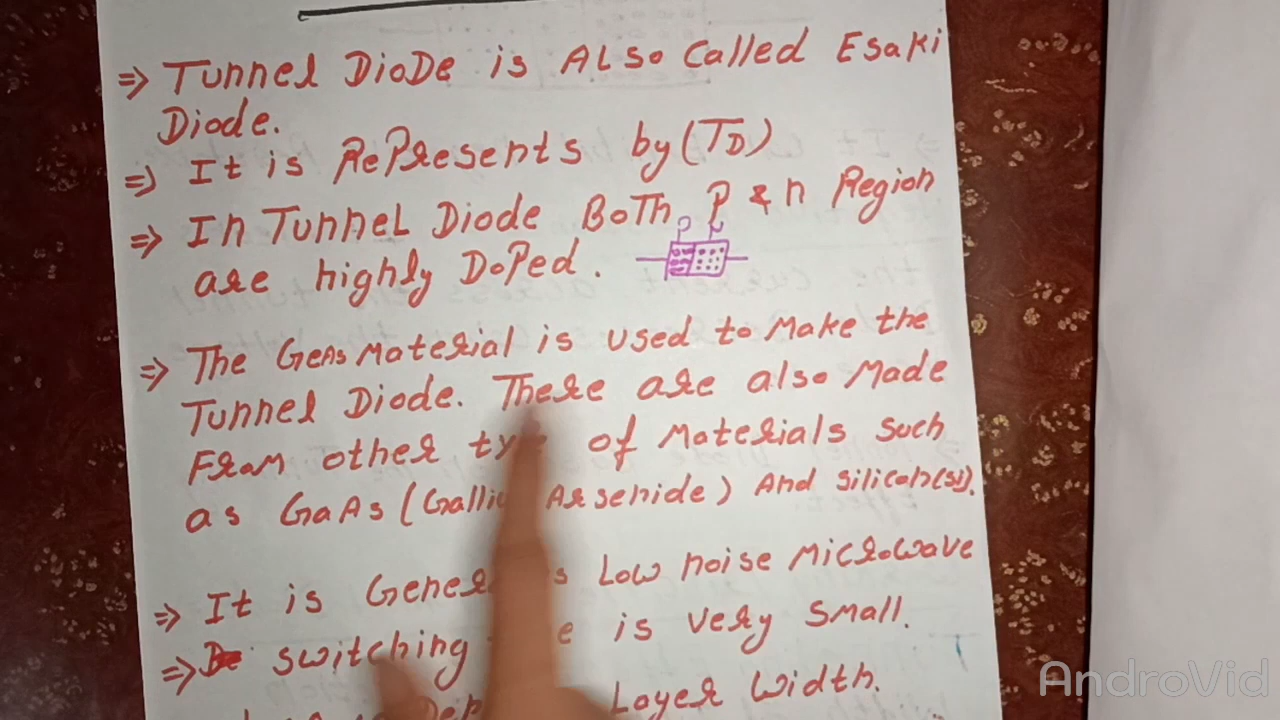 ⇒ Tunnel Diode is Also Called Esaki
Diode.
⇒ It is Represents by (TD)
⇒ In Tunnel Diode Both P & n Region
are highly Doped.
⇒ The GeAs Material is used to Make the
Tunnel Diode. There are also Made
From other of Materials such
as GaAs ( Arsenide) And silicon(Si).
⇒ It is Low noise Microwave
⇒ switching is very small.
Layer Width.
AndroVid